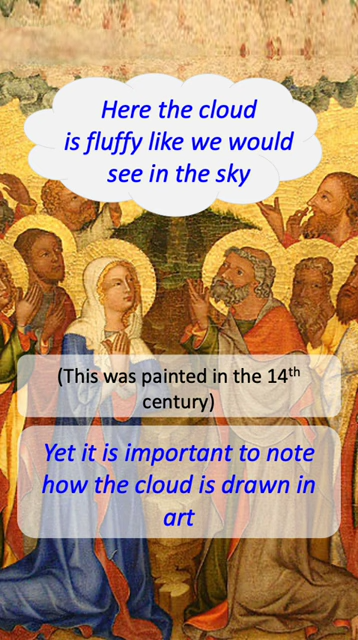 Here the cloud
is fluffy like we would
see in the sky
(This was painted in the 14th
century)
Yet it is important to note
how the cloud is drawn in
art